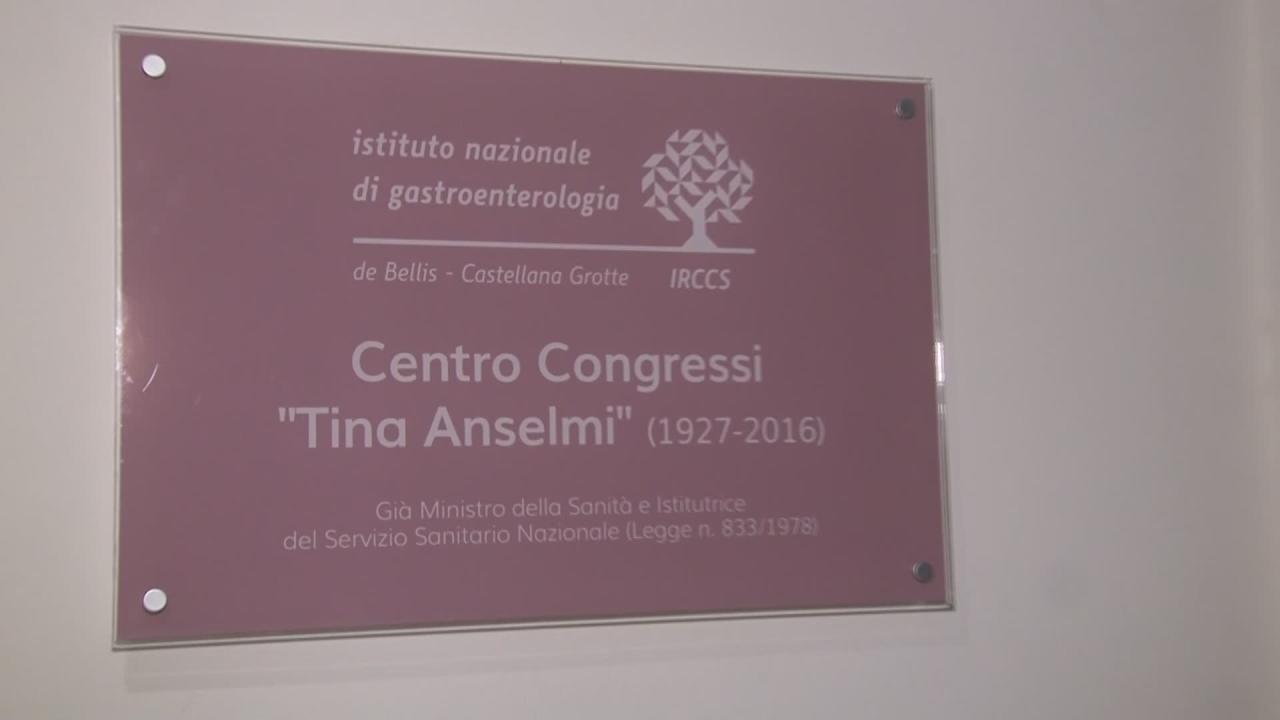 istituto nazionale
di gastroenterologia
de Bellis - Castellana Grotte IRCCS
Centro Congressi
"Tina Anselmi" (1927-2016)
Già Ministro della Sanità e Istitutrice
del Servizio Sanitario Nazionale (Legge n. 833/1978)